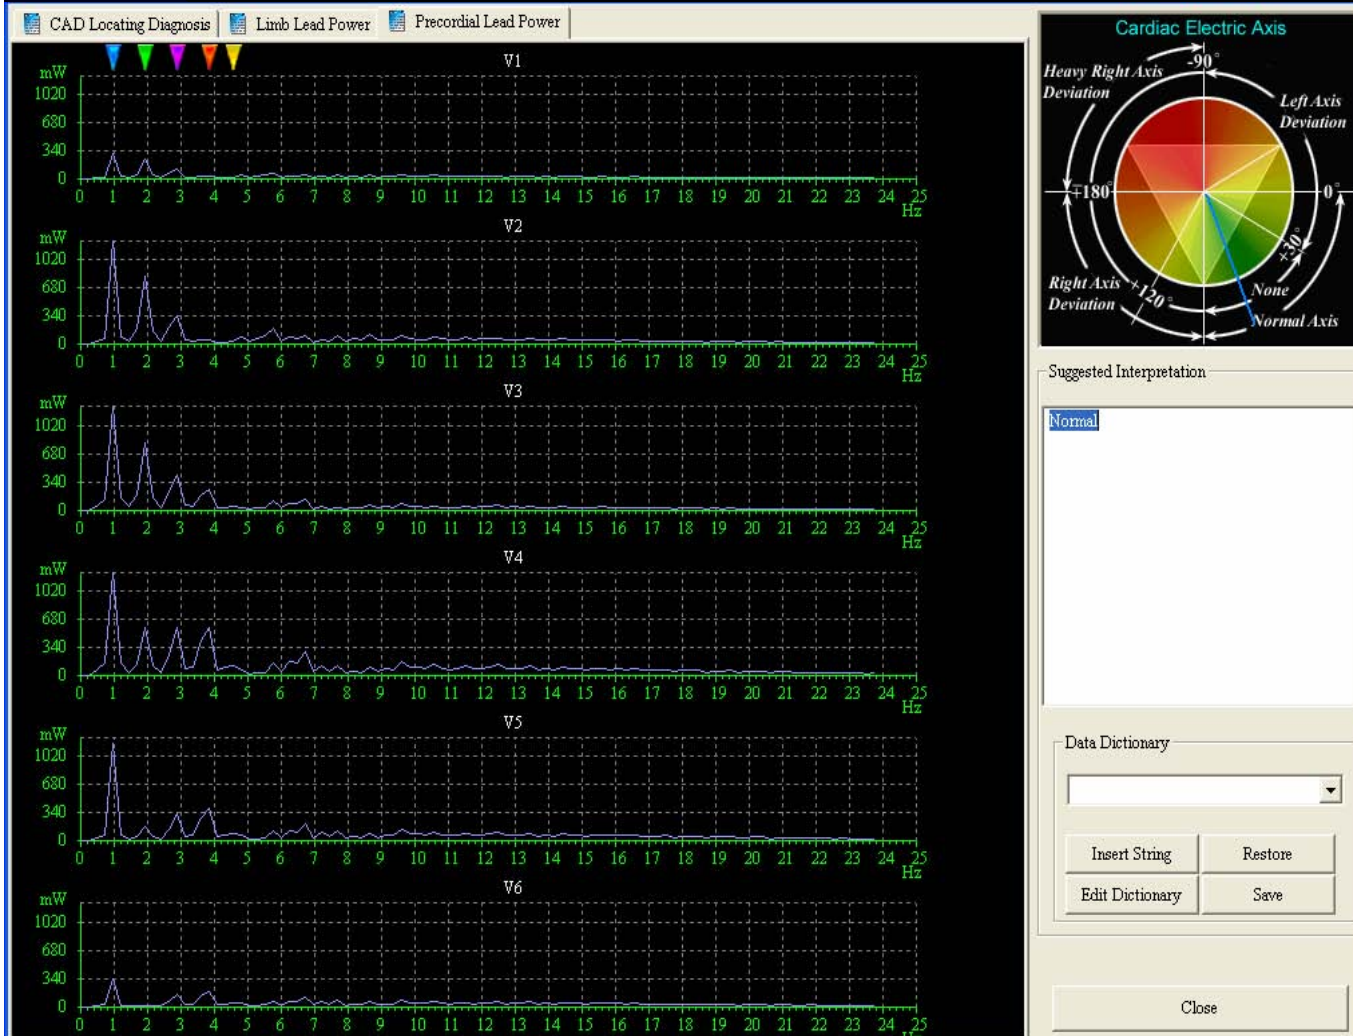 CAD Locating Diagnosis Limb Lead Power Precordial Lead Power
V1
mW
1020
680
340
0
0 1 2 3 4 5 6 7 8 9 10 11 12 13 14 15 16 17 18 19 20 21 22 23 24 25
Hz
V2
mW
1020
680
340
0
0 1 2 3 4 5 6 7 8 9 10 11 12 13 14 15 16 17 18 19 20 21 22 23 24 25
Hz
V3
mW
1020
680
340
0
0 1 2 3 4 5 6 7 8 9 10 11 12 13 14 15 16 17 18 19 20 21 22 23 24 25
Hz
V4
mW
1020
680
340
0
0 1 2 3 4 5 6 7 8 9 10 11 12 13 14 15 16 17 18 19 20 21 22 23 24 25
Hz
V5
mW
1020
680
340
0
0 1 2 3 4 5 6 7 8 9 10 11 12 13 14 15 16 17 18 19 20 21 22 23 24 25
Hz
V6
mW
1020
680
340
0
0 1 2 3 4 5 6 7 8 9 10 11 12 13 14 15 16 17 18 19 20 21 22 23 24 25
Hz
Cardiac Electric Axis
-90°
Heavy Right Axis
Deviation
Left Axis
Deviation
∓180°
0°
+30°
Right Axis
Deviation
+120°
None
Normal Axis
Suggested Interpretation
Normal
Data Dictionary
Insert String Restore
Edit Dictionary Save
Close